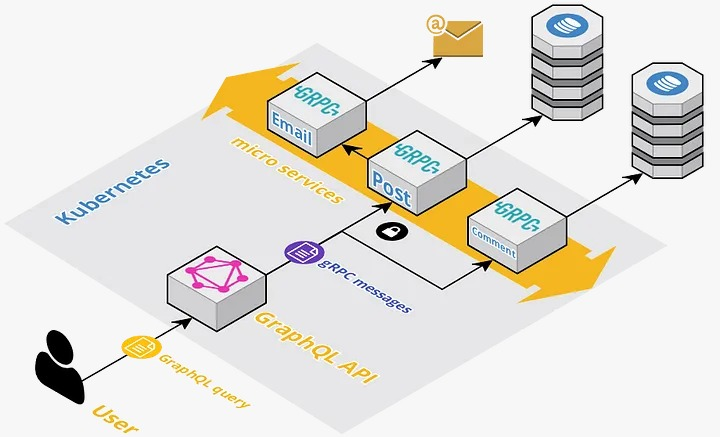 @
GRPC
Email
GRPC
micro services
Post
Kubernetes
GRPC
Comment
gRPC messages
GraphQL API
GraphQL query
User